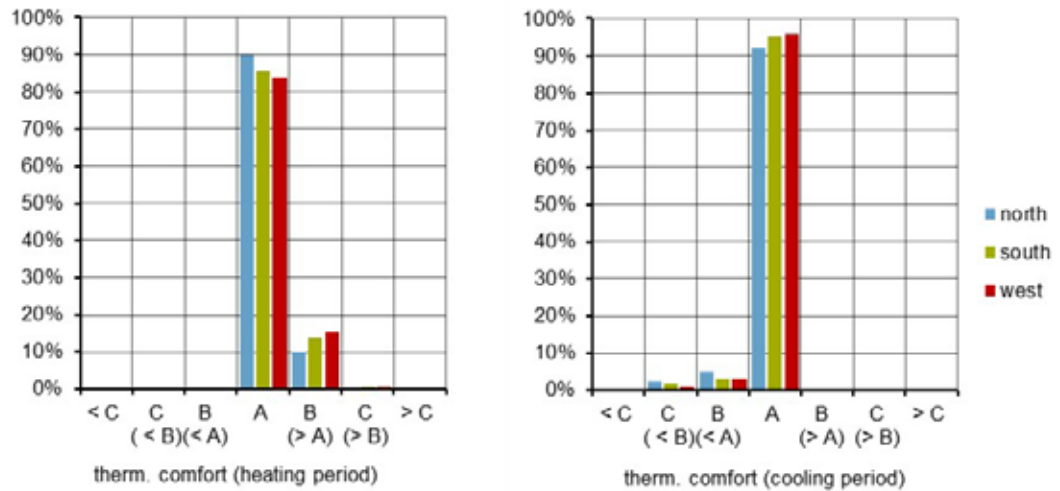 100%
90%
80%
70%
60%
50%
40%
30%
20%
10%
0%
< C C B A B C > C
( < B)(< A) (> A) (> B)
therm. comfort (heating period)
100%
90%
80%
70%
60%
50%
40%
30%
20%
10%
0%
< C C B A B C > C
( < B)(< A) (> A) (> B)
therm. comfort (cooling period)
north
south
west